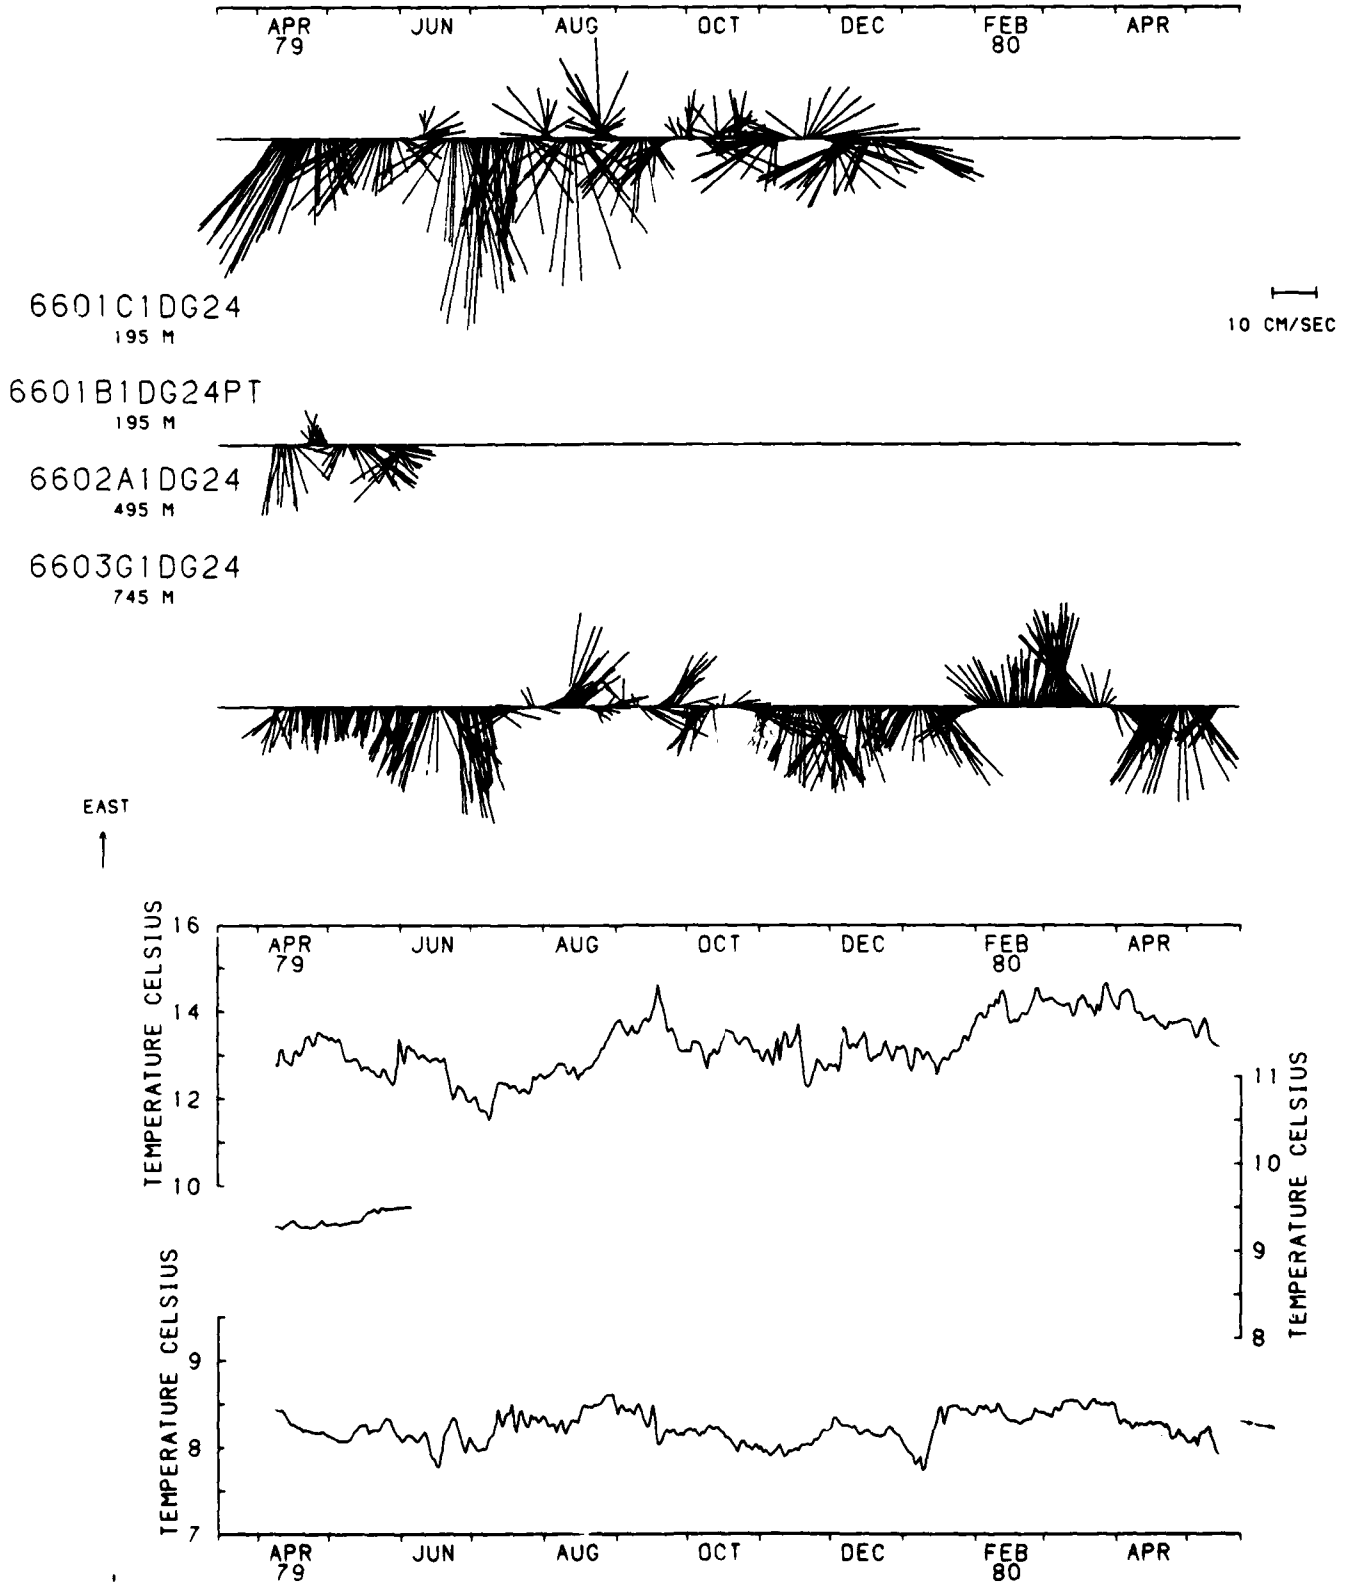 APR JUN AUG OCT DEC FEB APR
79 80
6601C1DG24
195 M
10 CM/SEC
6601B1DG24PT
195 M
6602A1DG24
495 M
6603G1DG24
745 M
EAST
16
14
12
10
TEMPERATURE CELSIUS
APR JUN AUG OCT DEC FEB APR
79 80
11
10
9
8
TEMPERATURE CELSIUS
9
8
7
TEMPERATURE CELSIUS
APR JUN AUG OCT DEC FEB APR
79 80